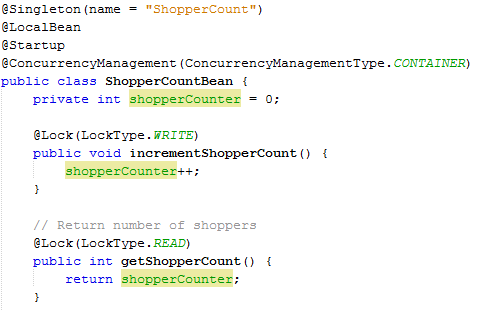 @Singleton(name = "ShopperCount")
@LocalBean
@Startup
@ConcurrencyManagement(ConcurrencyManagementType.CONTAINER)
public class ShopperCountBean {
    private int shopperCounter = 0;

    @Lock(LockType.WRITE)
    public void incrementShopperCount() {
        shopperCounter++;
    }

    // Return number of shoppers
    @Lock(LockType.READ)
    public int getShopperCount() {
        return shopperCounter;
    }